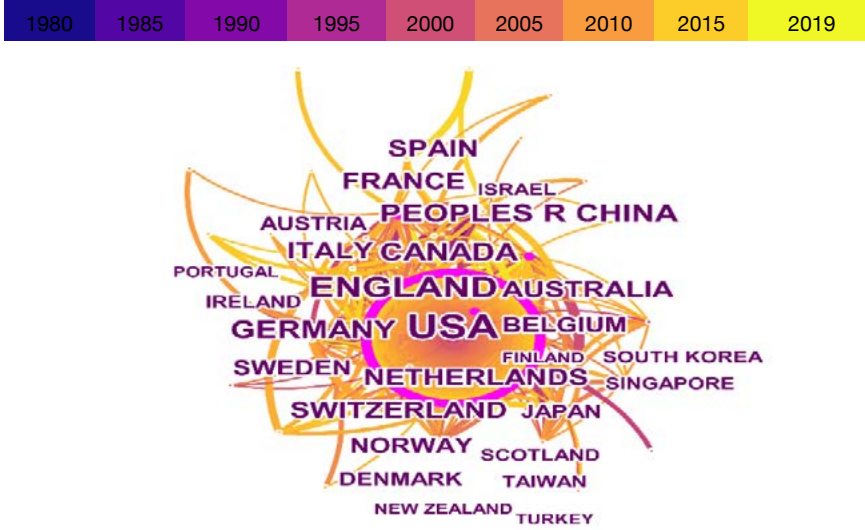 1980 1985 1990 1995 2000 2005 2010 2015 2019
SPAIN
FRANCE
ISRAEL
PEOPLES R CHINA
AUSTRIA
ITALY
CANADA
PORTUGAL
ENGLAND
AUSTRALIA
IRELAND
GERMANY
USA
BELGIUM
FINLAND
SOUTH KOREA
SWEDEN
NETHERLANDS
SINGAPORE
SWITZERLAND
JAPAN
NORWAY
SCOTLAND
DENMARK
TAIWAN
NEW ZEALAND
TURKEY